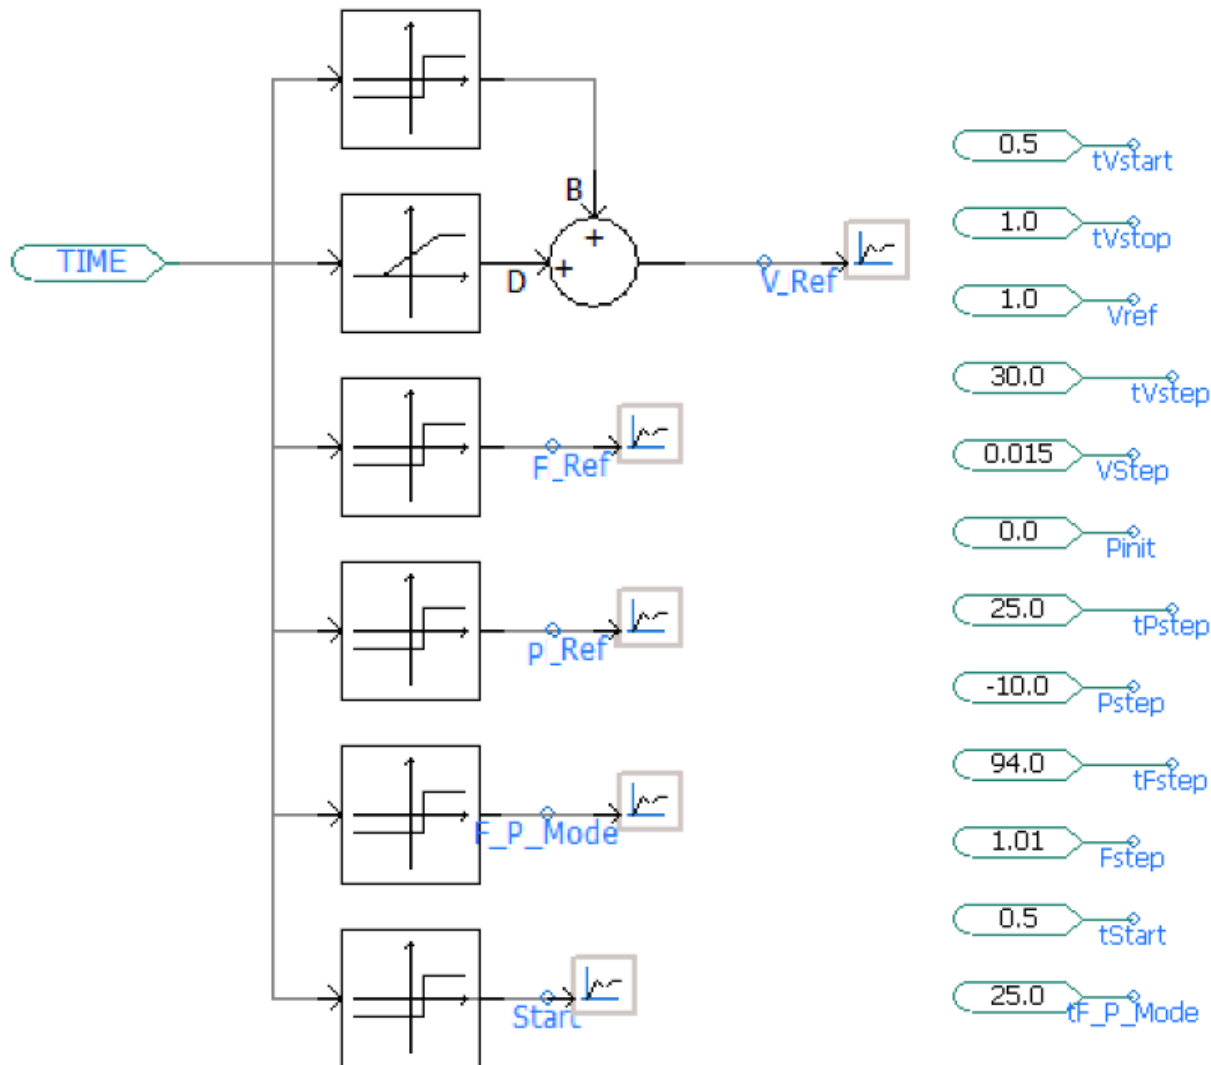 B
+
TIME
D
+
V_Ref
F_Ref
p_Ref
F_P_Mode
Start
0.5
tVstart
1.0
tVstop
1.0
Vref
30.0
tVstep
0.015
VStep
0.0
Pinit
25.0
tPstep
-10.0
Pstep
94.0
tFstep
1.01
Fstep
0.5
tStart
25.0
tF_P_Mode